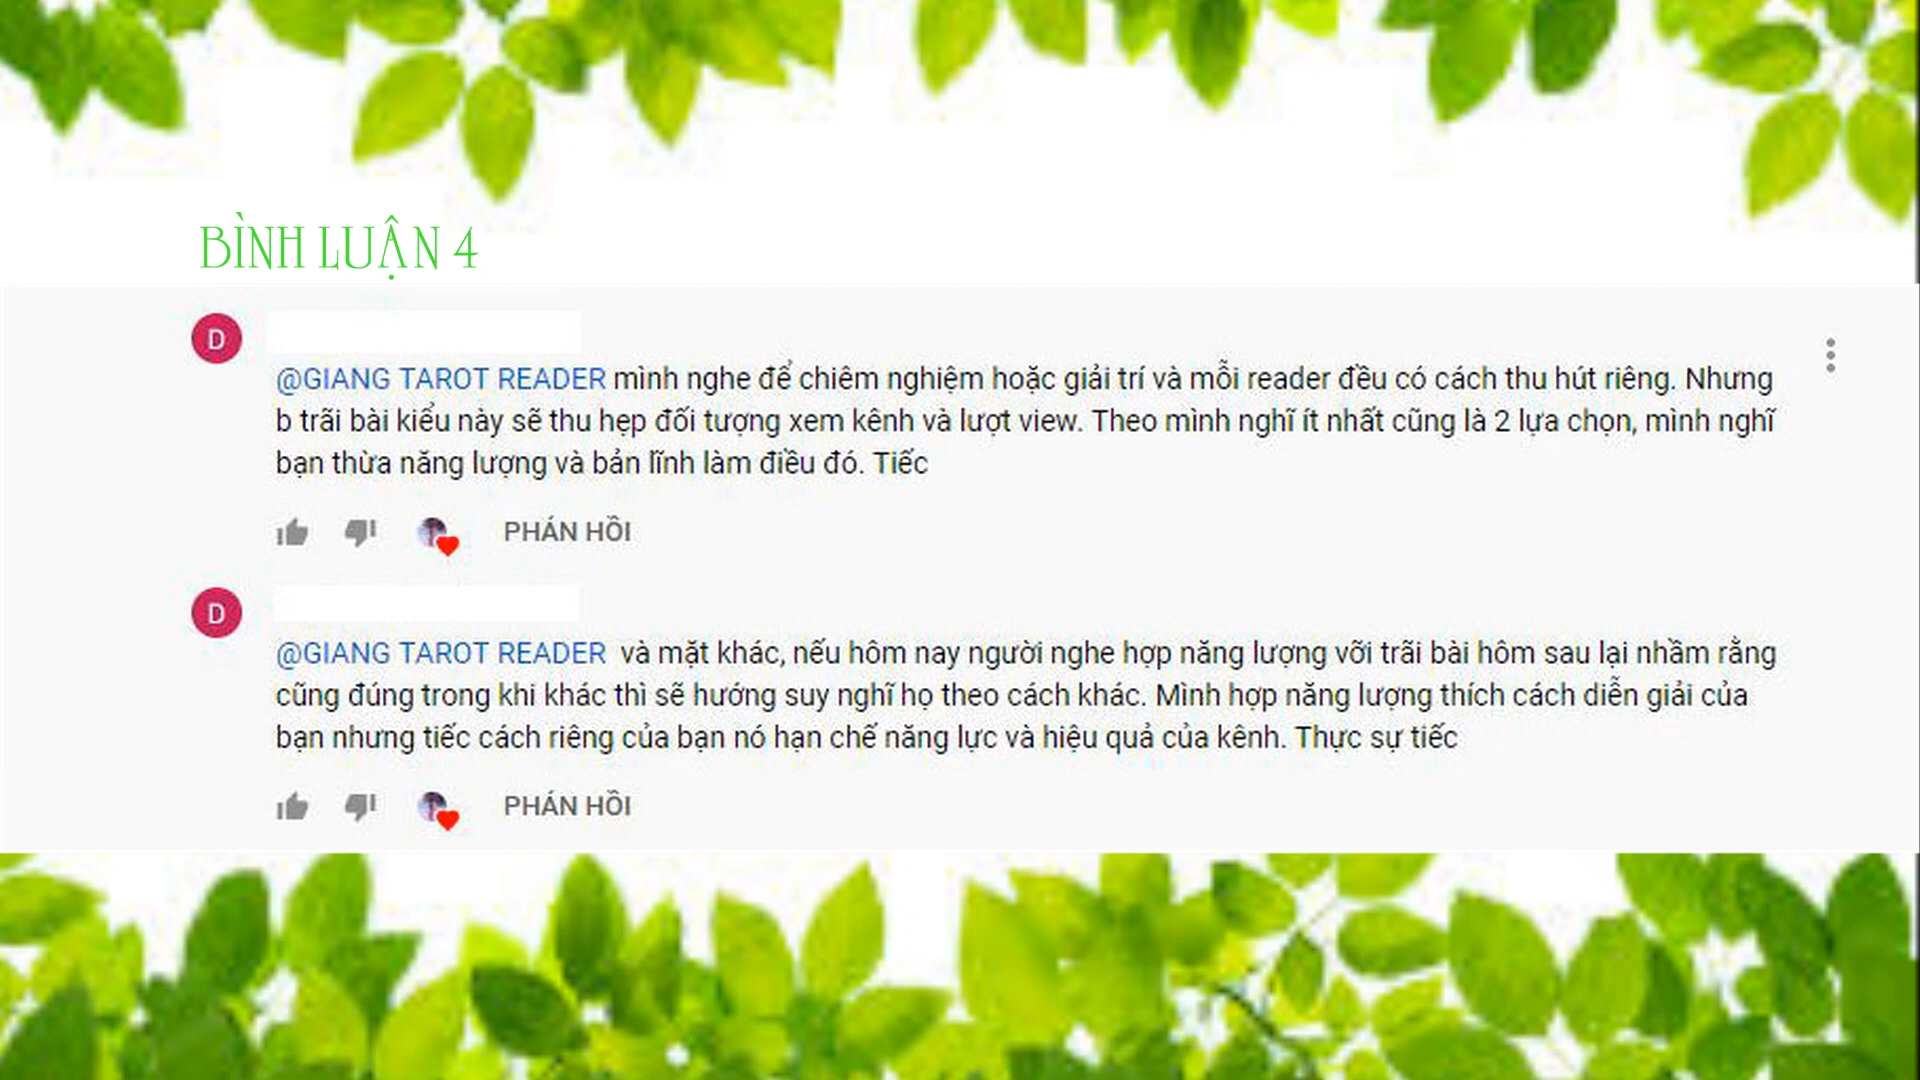 BÌNH LUẬN 4
D
@GIANG TAROT READER mình nghe để chiêm nghiệm hoặc giải trí và mỗi reader đều có cách thu hút riêng. Nhưng
b trãi bài kiểu này sẽ thu hẹp đối tượng xem kênh và lượt view. Theo mình nghĩ ít nhất cũng là 2 lựa chọn, mình nghĩ
bạn thừa năng lượng và bản lĩnh làm điều đó. Tiếc
PHẢN HỒI
D
@GIANG TAROT READER và mặt khác, nếu hôm nay người nghe hợp năng lượng với trãi bài hôm sau lại nhầm rằng
cũng đúng trong khi khác thì sẽ hướng suy nghĩ họ theo cách khác. Mình hợp năng lượng thích cách diễn giải của
bạn nhưng tiếc cách riêng của bạn nó hạn chế năng lực và hiệu quả của kênh. Thực sự tiếc
PHẢN HỒI